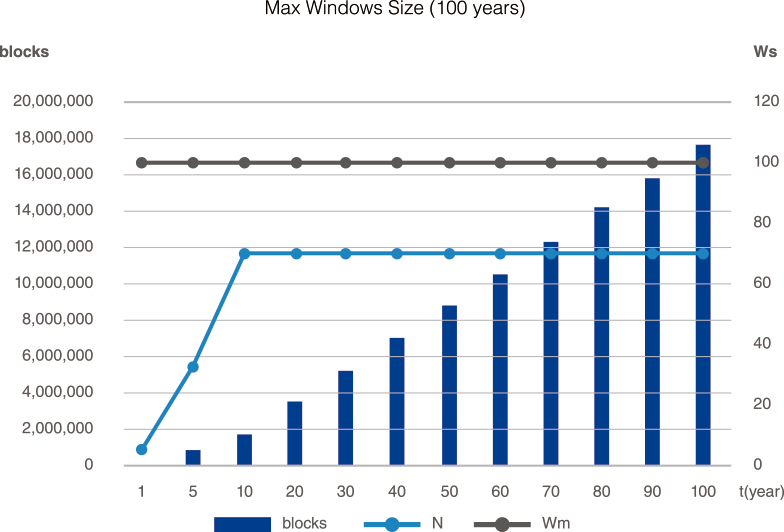 Max Windows Size (100 years)
blocks Ws
20,000,000 120
18,000,000
16,000,000 100
14,000,000
12,000,000 80
10,000,000 60
8,000,000
6,000,000 40
4,000,000
2,000,000 20
0 0
1 5 10 20 30 40 50 60 70 80 90 100 t(year)
blocks N Wm